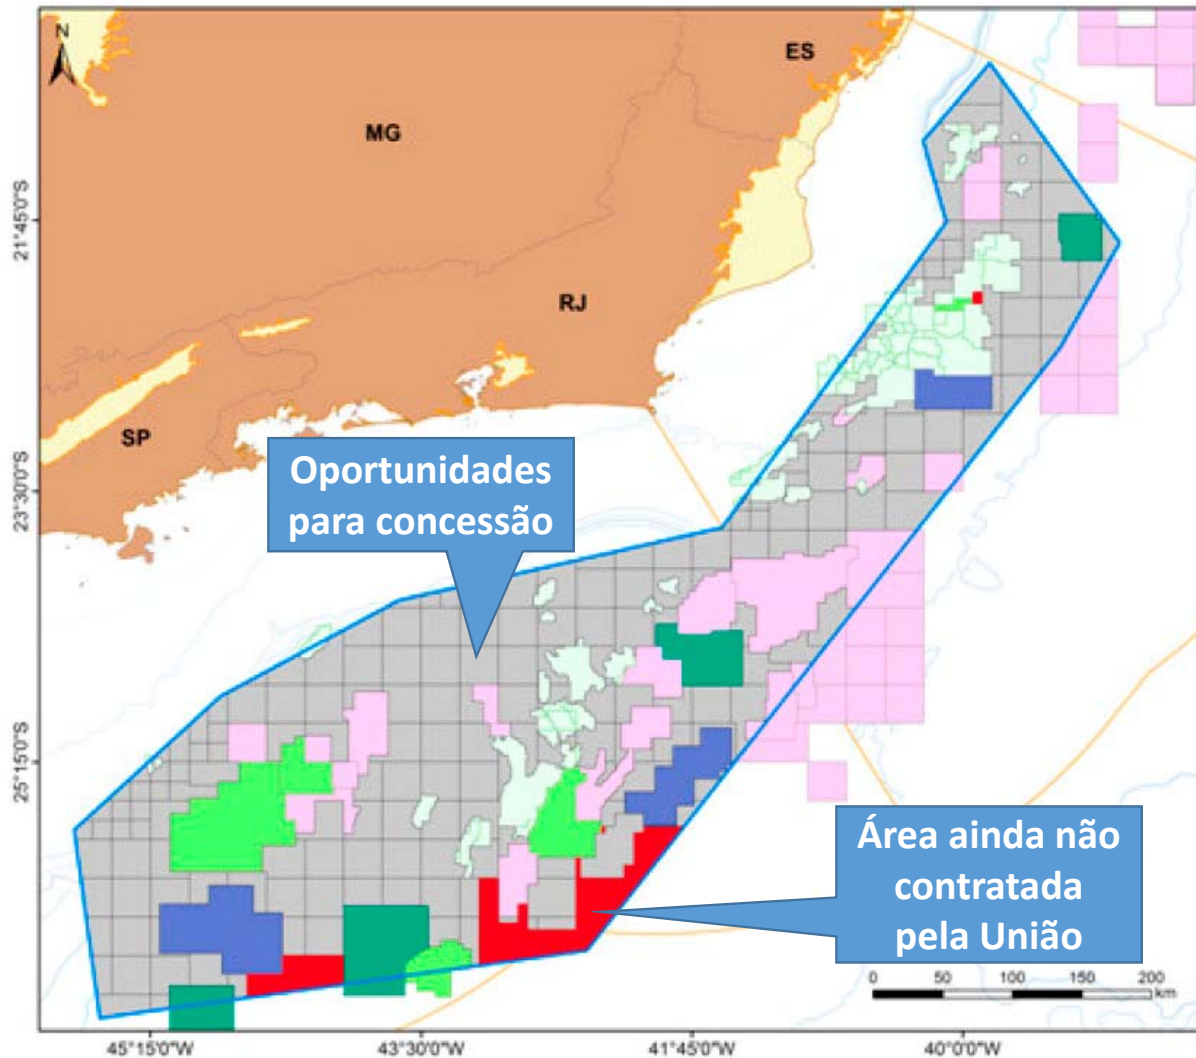 N
ES
MG
21°45'0"S
RJ
SP
23°30'0"S
Oportunidades
para concessão
25°15'0"S
Área ainda não
contratada
pela União
0 50 100 150 200
km
45°15'0"W 43°30'0"W 41°45'0"W 40°0'0"W